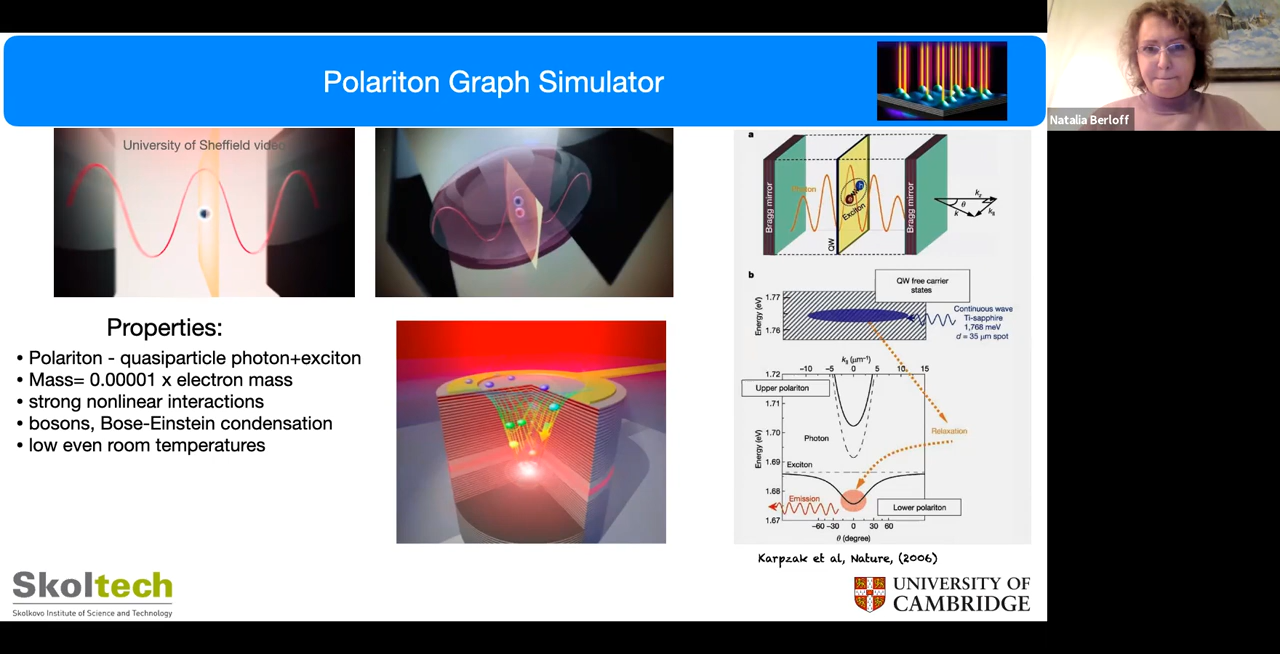 Polariton Graph Simulator
Natalia Berloff
University of Sheffield video
Properties:
• Polariton - quasiparticle photon+exciton
• Mass= 0.00001 x electron mass
• strong nonlinear interactions
• bosons, Bose-Einstein condensation
• low even room temperatures
θ
a
Bragg mirror
Photon
Exciton
QW
Bragg mirror
kz
θ
k
k∥
b
QW free carrier
states
Energy (eV)
1.77
1.76
Continuous wave
Ti-sapphire
1,768 meV
d = 35 μm spot
k∥ (μm⁻¹)
−10 −5 0 5 10 15
1.72
Upper polariton
1.71
Energy (eV)
1.70
Photon
Relaxation
1.69
Exciton
1.68
Emission
Lower polariton
1.67
−60 −30 0 30 60
θ (degree)
Karpzak et al, Nature, (2006)
Skoltech
Skolkovo Institute of Science and Technology
UNIVERSITY OF
CAMBRIDGE